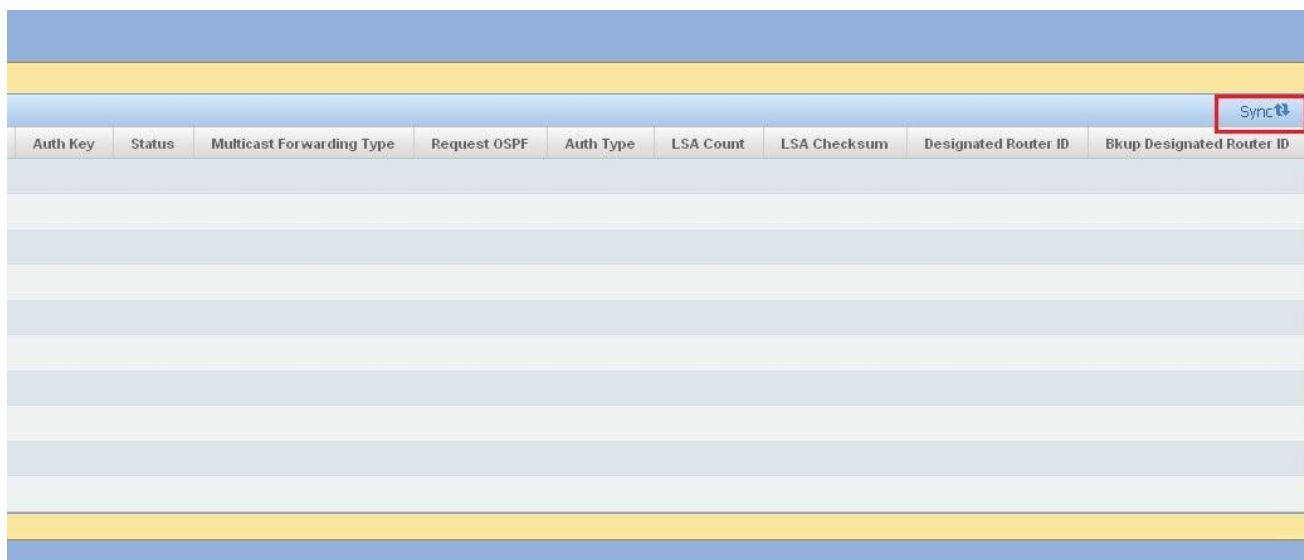 Sync
Auth Key Status Multicast Forwarding Type Request OSPF Auth Type LSA Count LSA Checksum Designated Router ID Bkup Designated Router ID